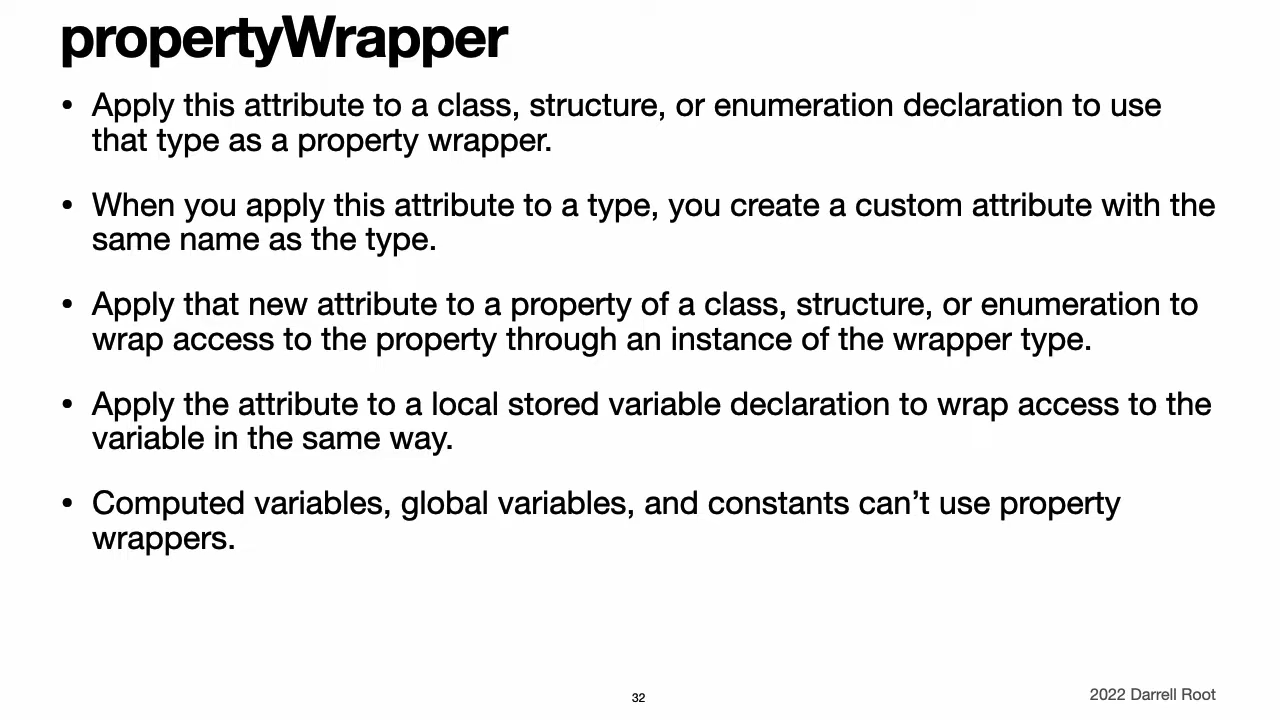 propertyWrapper
• Apply this attribute to a class, structure, or enumeration declaration to use
that type as a property wrapper.
• When you apply this attribute to a type, you create a custom attribute with the
same name as the type.
• Apply that new attribute to a property of a class, structure, or enumeration to
wrap access to the property through an instance of the wrapper type.
• Apply the attribute to a local stored variable declaration to wrap access to the
variable in the same way.
• Computed variables, global variables, and constants can’t use property
wrappers.
32
2022 Darrell Root